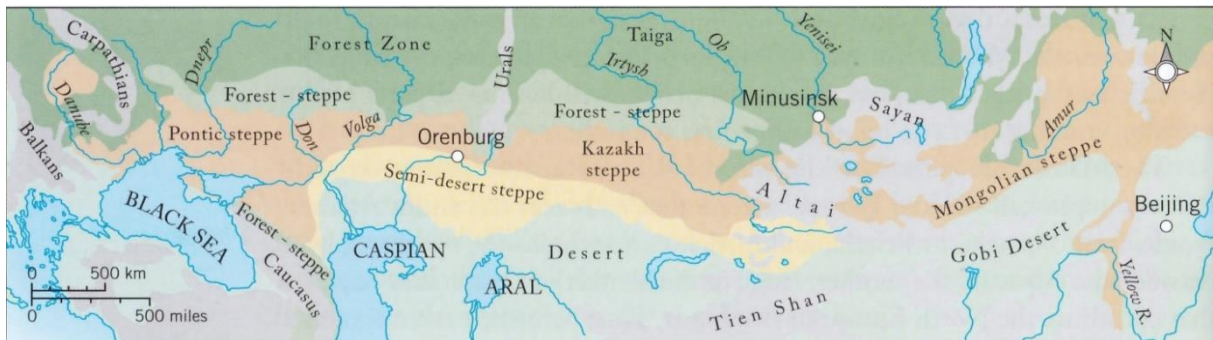 Carpathians
Dnepr
Forest Zone
Urals
Taiga
Ob
Yenisei
N
Irtysh
Danube
Forest - steppe
Forest - steppe
Minusinsk
Sayan
Amur
Balkans
Pontic steppe
Don
Volga
Orenburg
Kazakh
steppe
Semi-desert steppe
Altai
Mongolian steppe
BLACK SEA
Forest - steppe
Caucasus
CASPIAN
Desert
Gobi Desert
Beijing
ARAL
Tien Shan
Yellow R.
0 500 km
0 500 miles